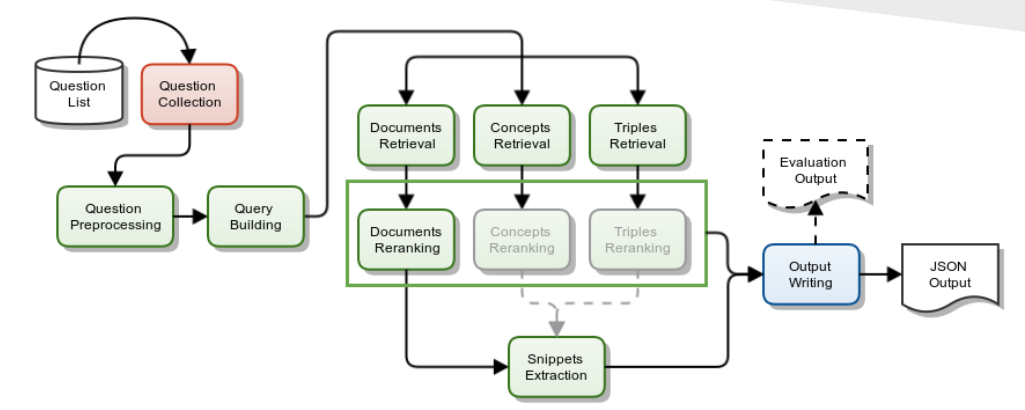 Question
List
Question
Collection
Question
Preprocessing
Query
Building
Documents
Retrieval
Concepts
Retrieval
Triples
Retrieval
Documents
Reranking
Concepts
Reranking
Triples
Reranking
Snippets
Extraction
Evaluation
Output
Output
Writing
JSON
Output